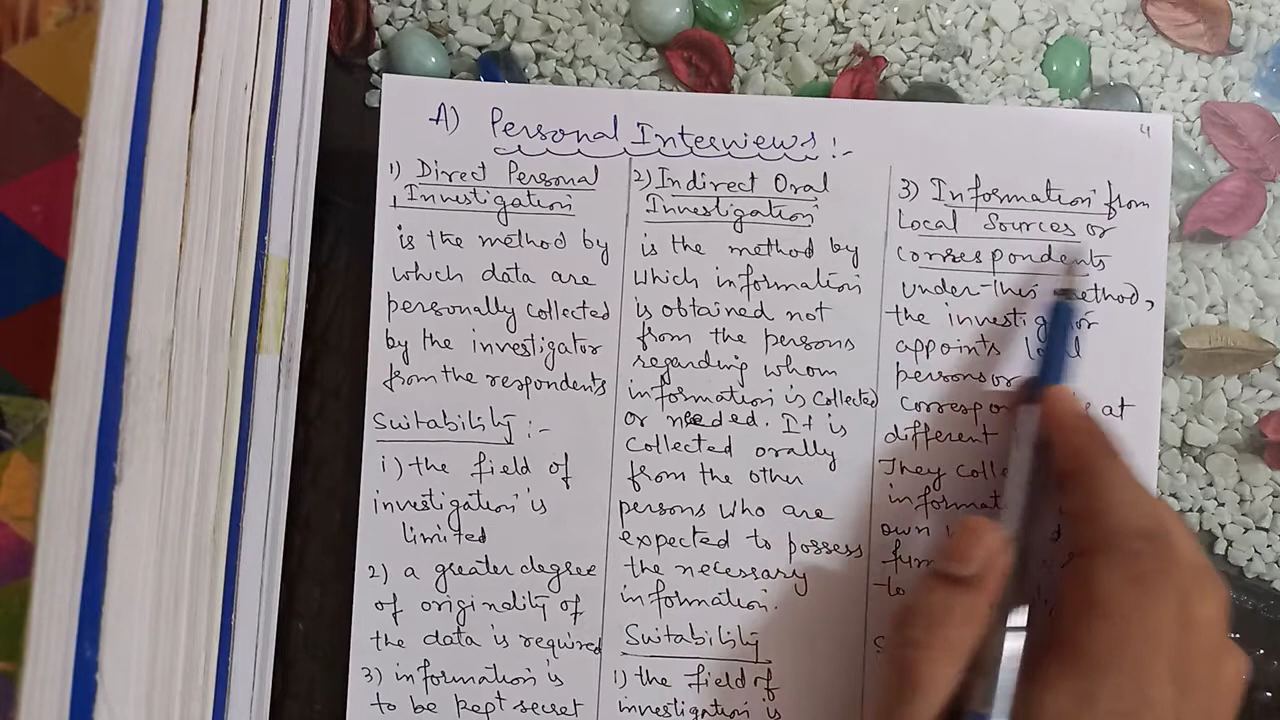 4
A) Personal Interviews :-
1) Direct Personal
Investigation
is the method by
which data are
personally collected
by the investigator
from the respondents
Suitability :-
i) the field of
investigation is
limited
2) a greater degree
of originality of
the data is required
3) information is
to be kept secret
2) Indirect Oral
Investigation
is the method by
which information
is obtained not
from the persons
regarding whom
information is collected
or needed. It is
collected orally
from the other
persons who are
expected to possess
the necessary
information.
Suitability
1) the field of
investigation is
3) Information from
Local Sources or
correspondents
under this method,
the investigator
appoints local
persons or
at
different
They
own
to